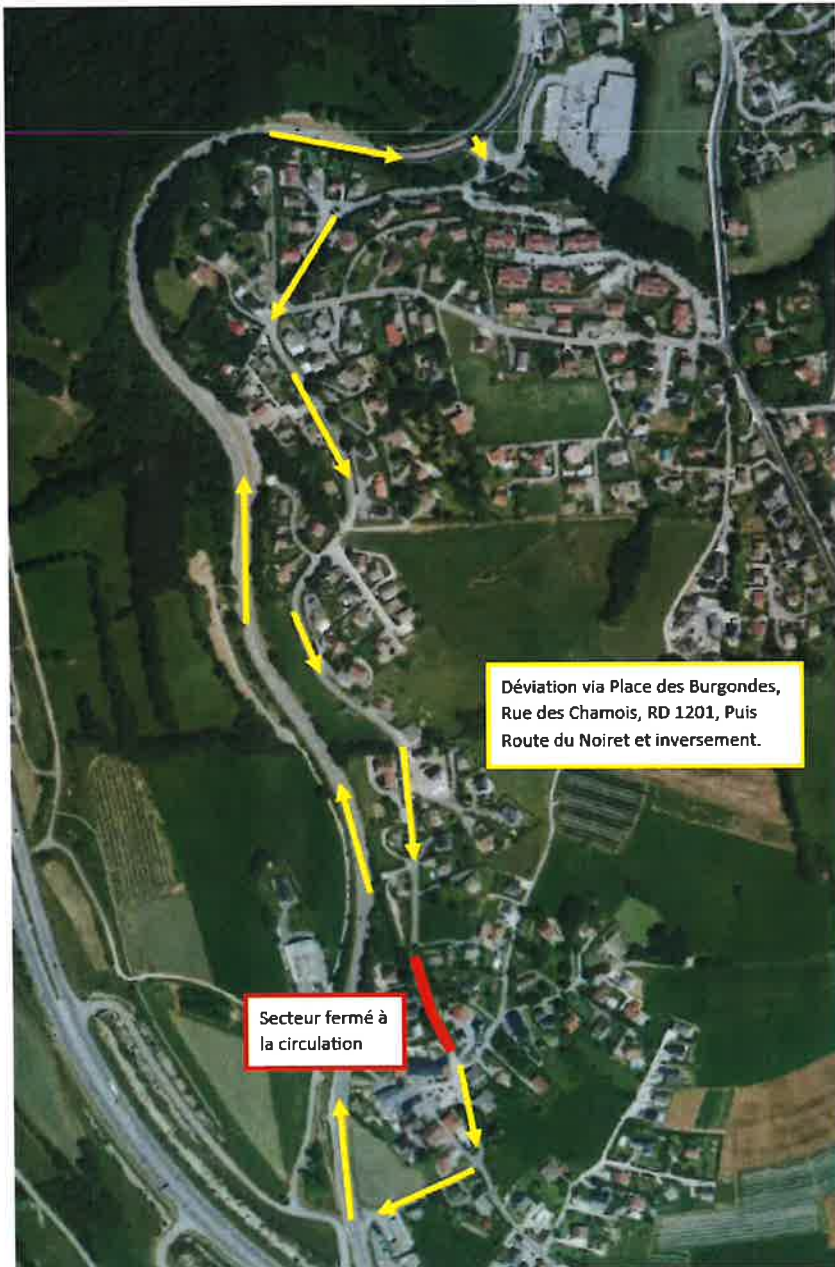 Déviation via Place des Burgondes,
Rue des Chamois, RD 1201, Puis
Route du Noiret et inversement.
Secteur fermé à
la circulation